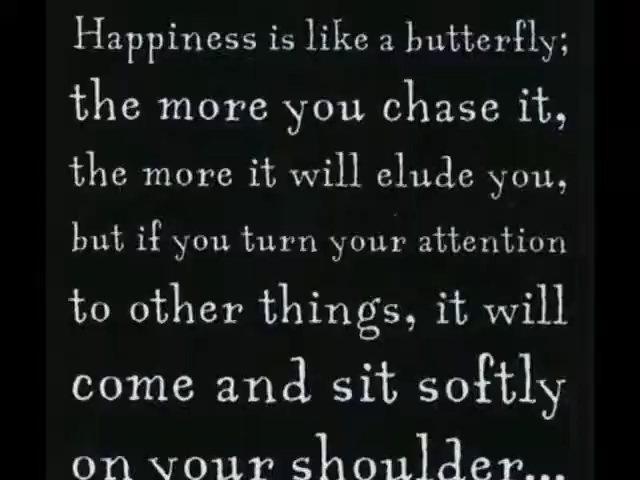 Happiness is like a butterfly;
the more you chase it,
the more it will elude you,
but if you turn your attention
to other things, it will
come and sit softly
on your shoulder...